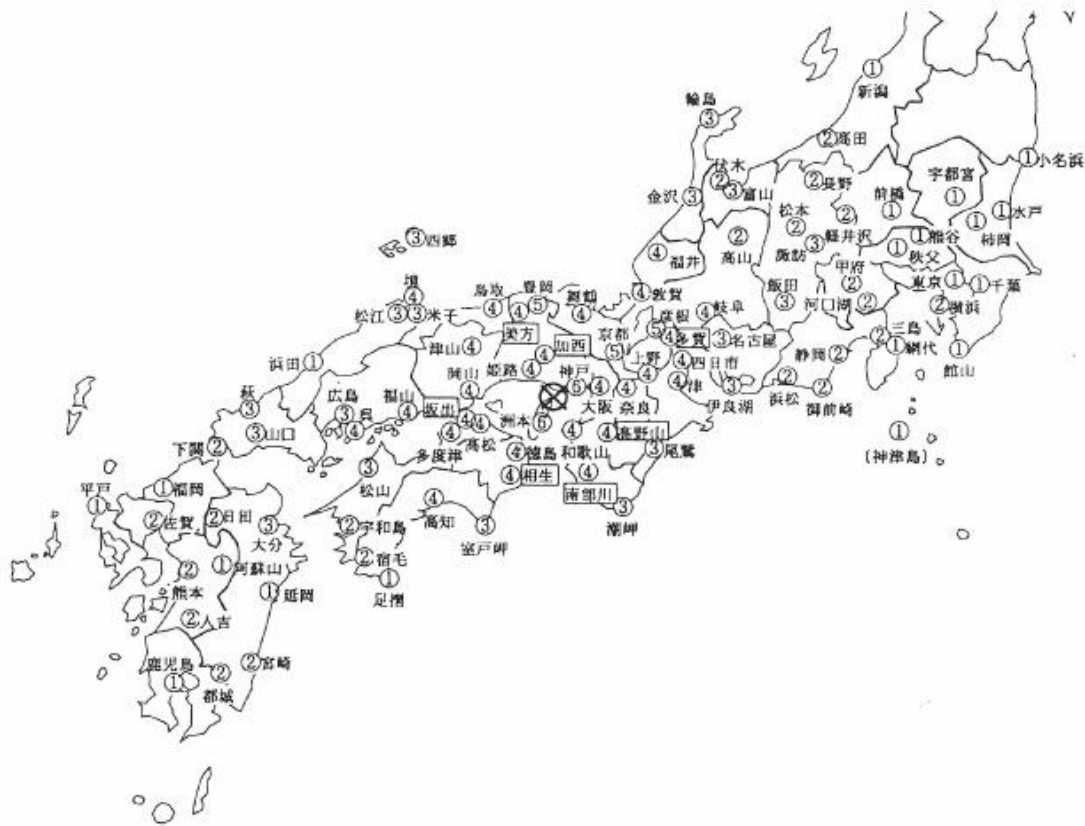 ① 新潟
輪島 ③
② 高田
伏木 ②
③ 富山
金沢 ③
② 長野
前橋 ①
宇都宮 ①
① 小名浜
松本 ②
② 軽井沢
① 水戸
① 柿岡
① 熊谷
③ 西郷
④ 福井
② 高山
諏訪 ③
① 秩父
甲府 ②
境 ④
鳥取 ④
豊岡 ⑤
舞鶴 ④
④ 敦賀
飯田 ③
河口湖 ②
東京 ①
① 千葉
② 横浜
松江 ③
③ 米子
④ 美方
彦根 ⑤
④ 岐阜
④ 多賀
③ 名古屋
三島 ②
① 網代
① 館山
津山 ④
④ 加西
京都 ⑤
上野 ④
④ 四日市
静岡 ②
浜田 ①
姫路 ④
神戸 ⑥
④ 大阪
④ 奈良
④ 津
③ 伊良湖
② 浜松
② 御前崎
岡山 ④
萩 ③
広島 ③
呉 ④
福山 ④
坂出 ④
洲本 ⑥
① (神津島)
③ 山口
④ 高松
多度津 ④
④ 和歌山
④ 高野山
③ 尾鷲
下関 ②
④ 徳島
③ 松山
④ 相生
④ 南部川
① 福岡
平戸 ①
④ 高知
③ 室戸岬
③ 潮岬
② 佐賀
② 日田
③ 大分
② 宇和島
② 宿毛
① 足摺
② 熊本
① 阿蘇山
① 延岡
② 人吉
鹿児島 ①
② 都城
② 宮崎